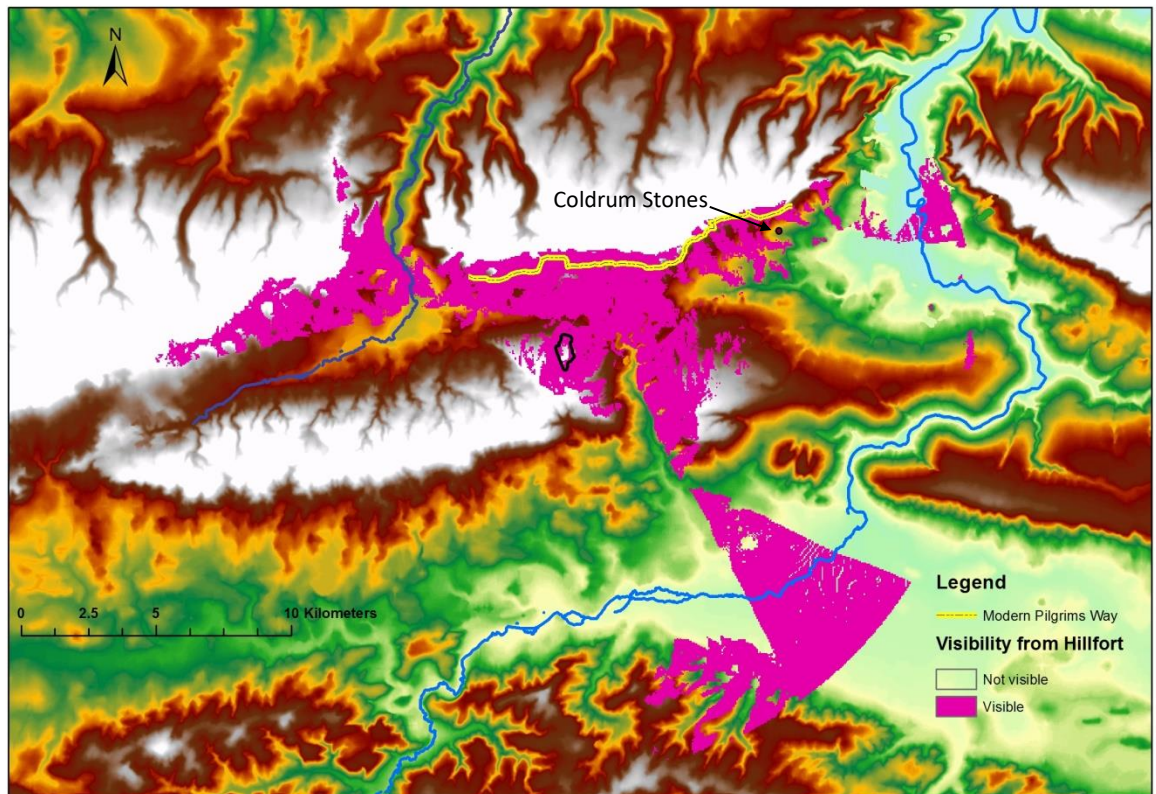 N
Coldrum Stones
0 2.5 5 10 Kilometers
Legend
Modern Pilgrims Way
Visibility from Hillfort
Not visible
Visible